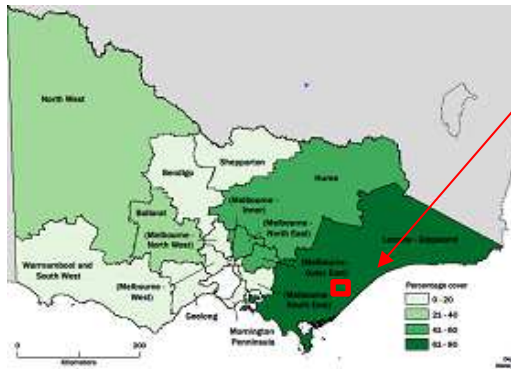 North West
Shepparton
Bendigo
Hume
(Melbourne -
Inner)
Ballarat
(Melbourne -
North East)
(Melbourne -
North West)
Latrobe - Gippsland
(Melbourne -
Outer East)
Warrnambool and
South West
(Melbourne -
West)
(Melbourne -
South East)
Geelong
Mornington
Penninsula
Percentage cover
0 - 20
21 - 40
41 - 60
61 - 80
0
200
Kilometers